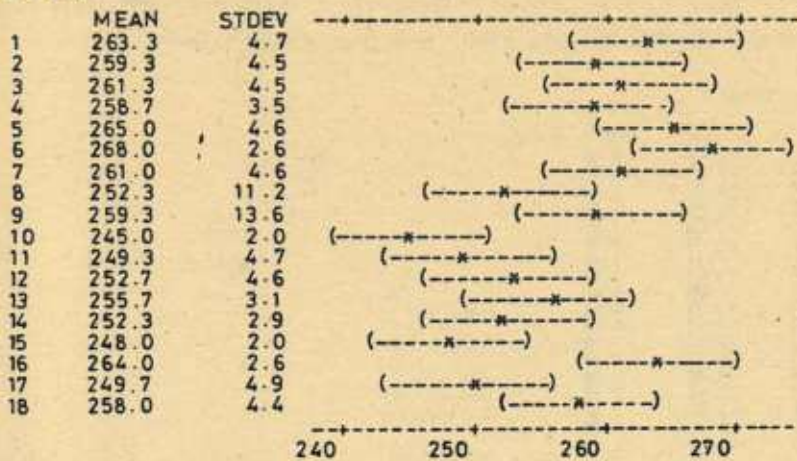 MEAN STDEV --+---------+---------+---------+----
1 263.3 4.7 (-----*------)
2 259.3 4.5 (-----*------)
3 261.3 4.5 (-----*------)
4 258.7 3.5 (------*---- -)
5 265.0 4.6 (-----*-----)
6 268.0 2.6 (-----*-----)
7 261.0 4.6 (-----*-----)
8 252.3 11.2 (-----*------)
9 259.3 13.6 (-----*------)
10 245.0 2.0 (-----*-----)
11 249.3 4.7 (-----*------)
12 252.7 4.6 (------*-----)
13 255.7 3.1 (------*-----)
14 252.3 2.9 (-----*------)
15 248.0 2.0 (-----*-----)
16 264.0 2.6 (-----*-----)
17 249.7 4.9 (------*-----)
18 258.0 4.4 (-----*-----)
--+---------+---------+---------+----
240 250 260 270